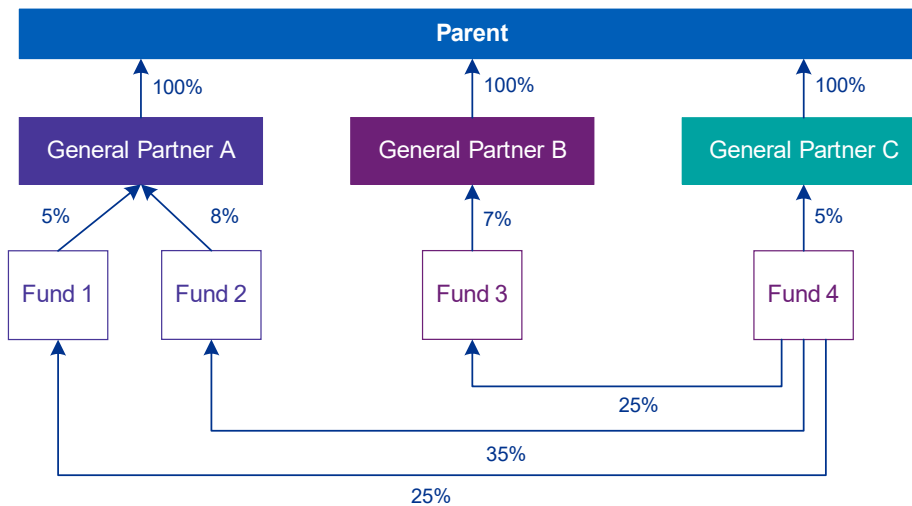 Parent
100%
100%
100%
General Partner A
General Partner B
General Partner C
5%
8%
7%
5%
Fund 1
Fund 2
Fund 3
Fund 4
25%
35%
25%